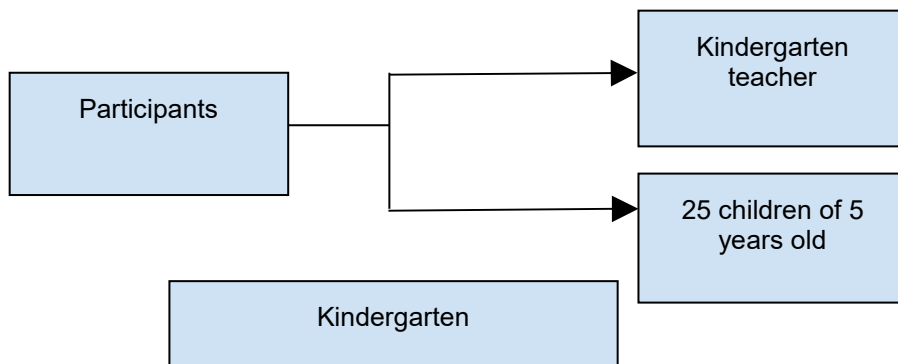 Kindergarten
teacher
Participants
25 children of 5
years old
Kindergarten